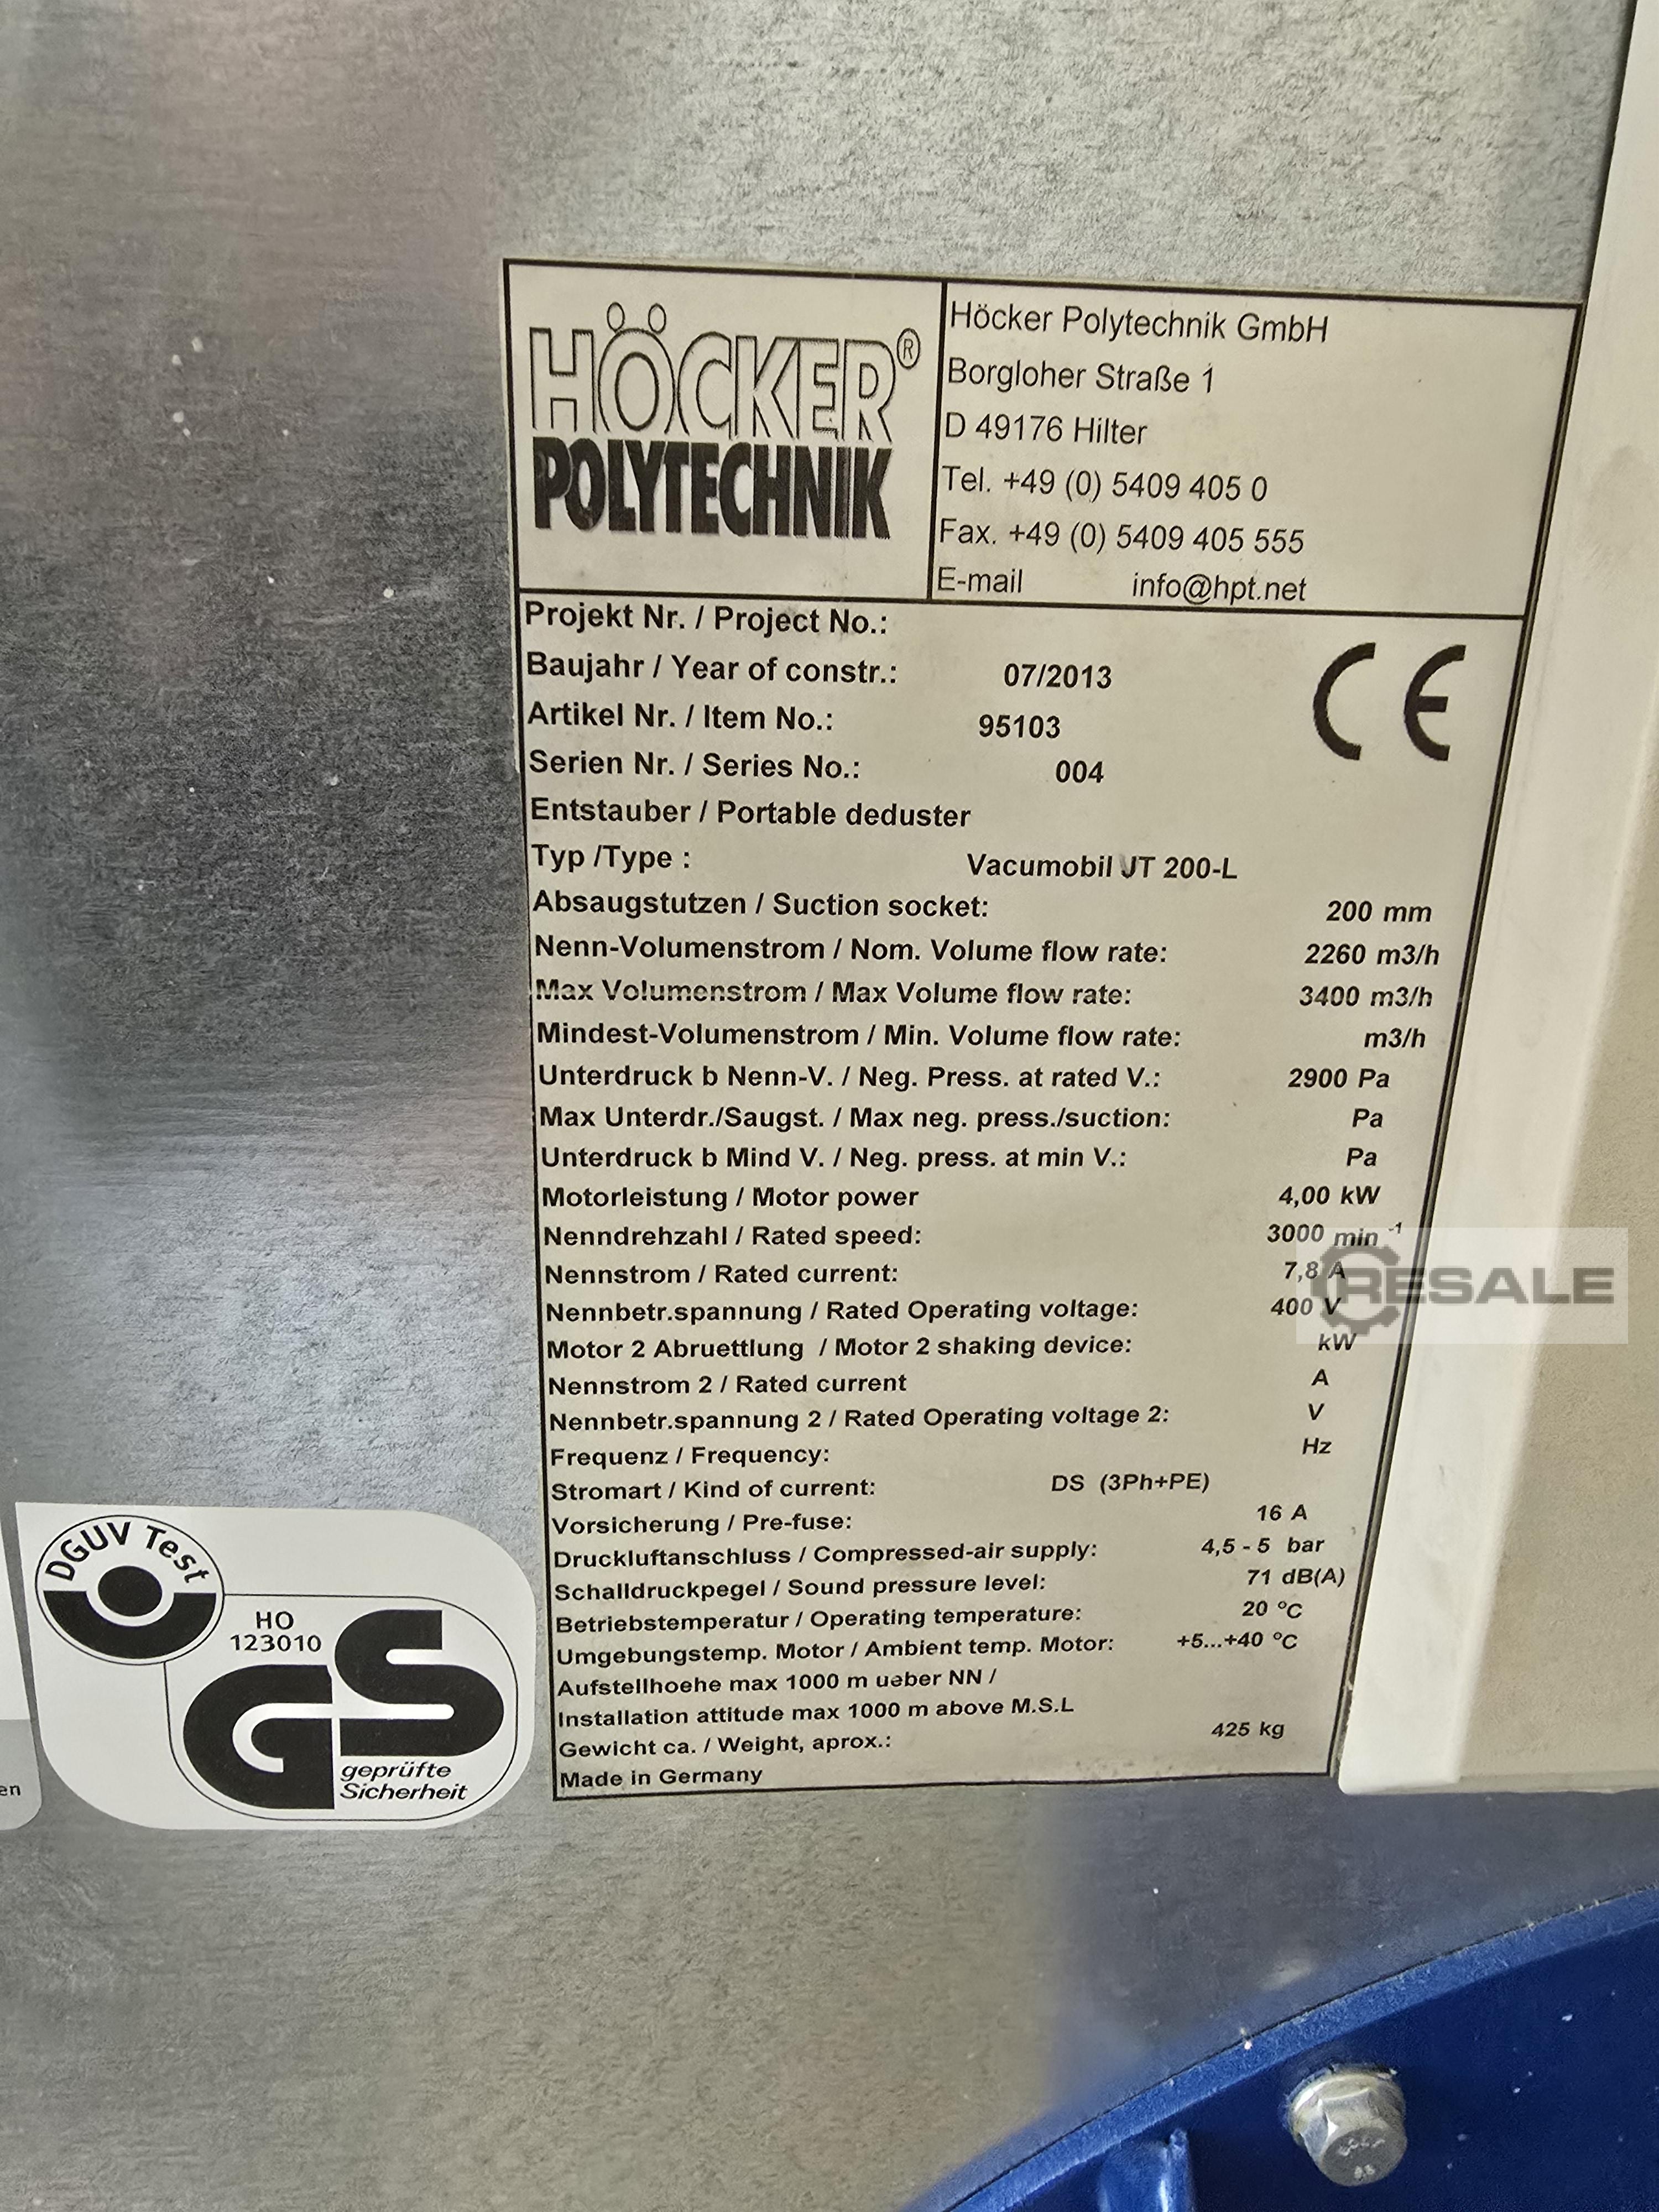 HÖCKER®
POLYTECHNIK
Höcker Polytechnik GmbH
Borgloher Straße 1
D 49176 Hilter
Tel. +49 (0) 5409 405 0
Fax. +49 (0) 5409 405 555
E-mail info@hpt.net
Projekt Nr. / Project No.:
Baujahr / Year of constr.: 07/2013
Artikel Nr. / Item No.: 95103
Serien Nr. / Series No.: 004
CE
Entstauber / Portable deduster
Typ /Type : Vacumobil JT 200-L
Absaugstutzen / Suction socket: 200 mm
Nenn-Volumenstrom / Nom. Volume flow rate: 2260 m3/h
Max Volumenstrom / Max Volume flow rate: 3400 m3/h
Mindest-Volumenstrom / Min. Volume flow rate: m3/h
Unterdruck b Nenn-V. / Neg. Press. at rated V.: 2900 Pa
Max Unterdr./Saugst. / Max neg. press./suction: Pa
Unterdruck b Mind V. / Neg. press. at min V.: Pa
Motorleistung / Motor power 4,00 kW
Nenndrehzahl / Rated speed: 3000 min -1
Nennstrom / Rated current: 7,8 A
Nennbetr.spannung / Rated Operating voltage: 400 V
Motor 2 Abruettlung / Motor 2 shaking device: kW
Nennstrom 2 / Rated current A
Nennbetr.spannung 2 / Rated Operating voltage 2: V
Frequenz / Frequency: Hz
Stromart / Kind of current: DS (3Ph+PE)
Vorsicherung / Pre-fuse: 16 A
Druckluftanschluss / Compressed-air supply: 4,5 - 5 bar
Schalldruckpegel / Sound pressure level: 71 dB(A)
Betriebstemperatur / Operating temperature: 20 °C
Umgebungstemp. Motor / Ambient temp. Motor: +5...+40 °C
Aufstellhoehe max 1000 m ueber NN /
Installation attitude max 1000 m above M.S.L
Gewicht ca. / Weight, aprox.: 425 kg
Made in Germany
RESALE
DGUV Test
HO
123010
GS
geprüfte
Sicherheit
en